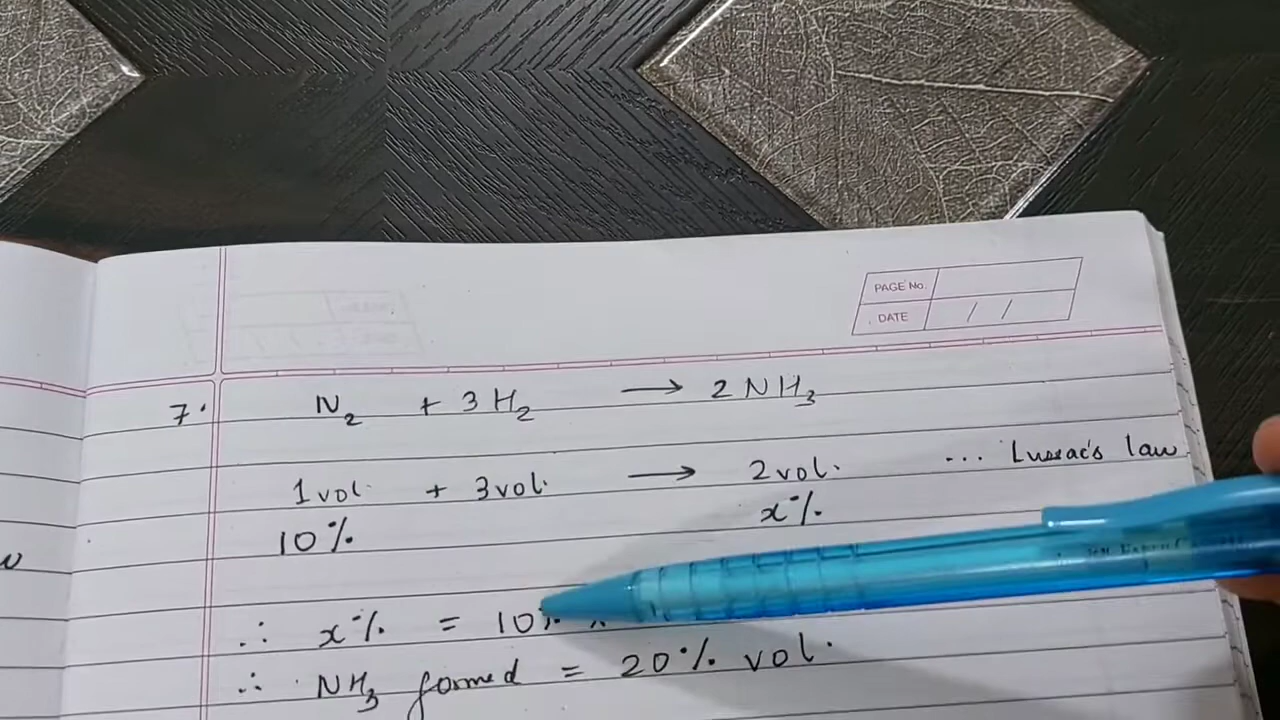 PAGE No.
DATE / /
7. N₂ + 3H₂ → 2NH₃
1 vol. + 3 vol. → 2 vol. ... Lussac's law
10% x%
∴ x% = 10%
∴ NH₃ formed = 20% vol.